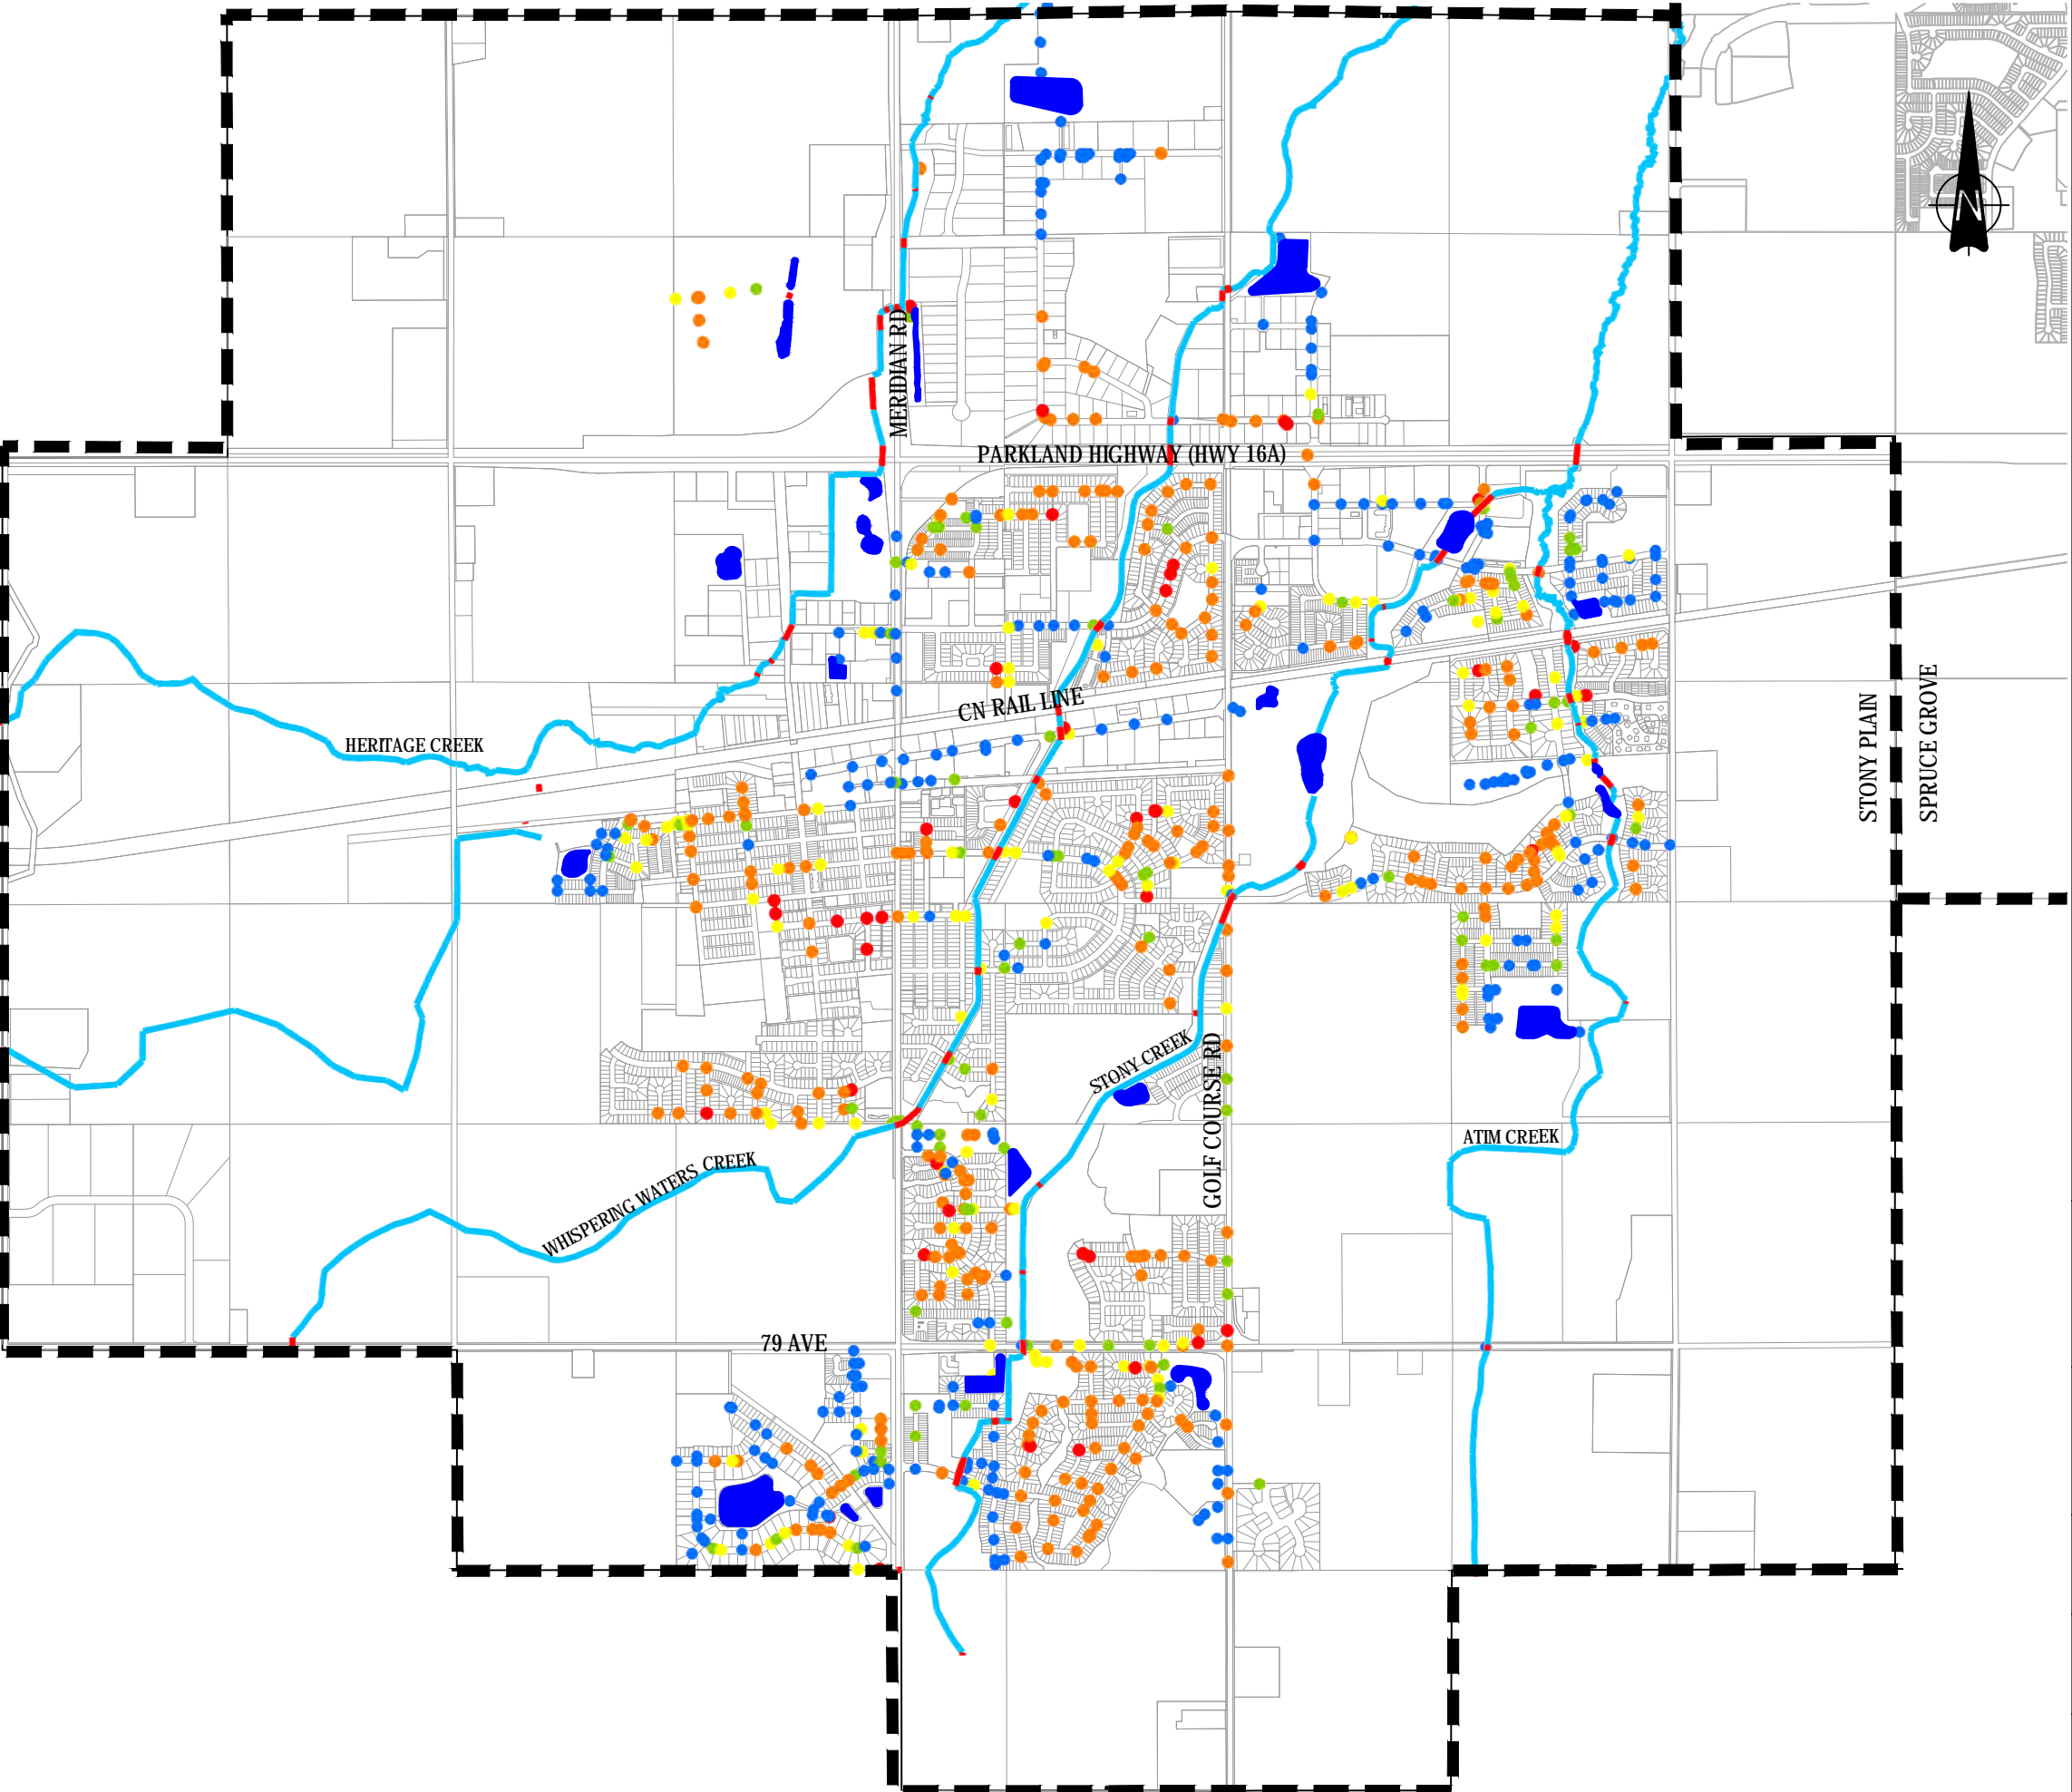 N
MERIDIAN RD
PARKLAND HIGHWAY (HWY 16A)
CN RAIL LINE
HERITAGE CREEK
STONY PLAIN
SPRUCE GROVE
STONY CREEK
GOLF COURSE RD
ATIM CREEK
WHISPERING WATERS CREEK
79 AVE